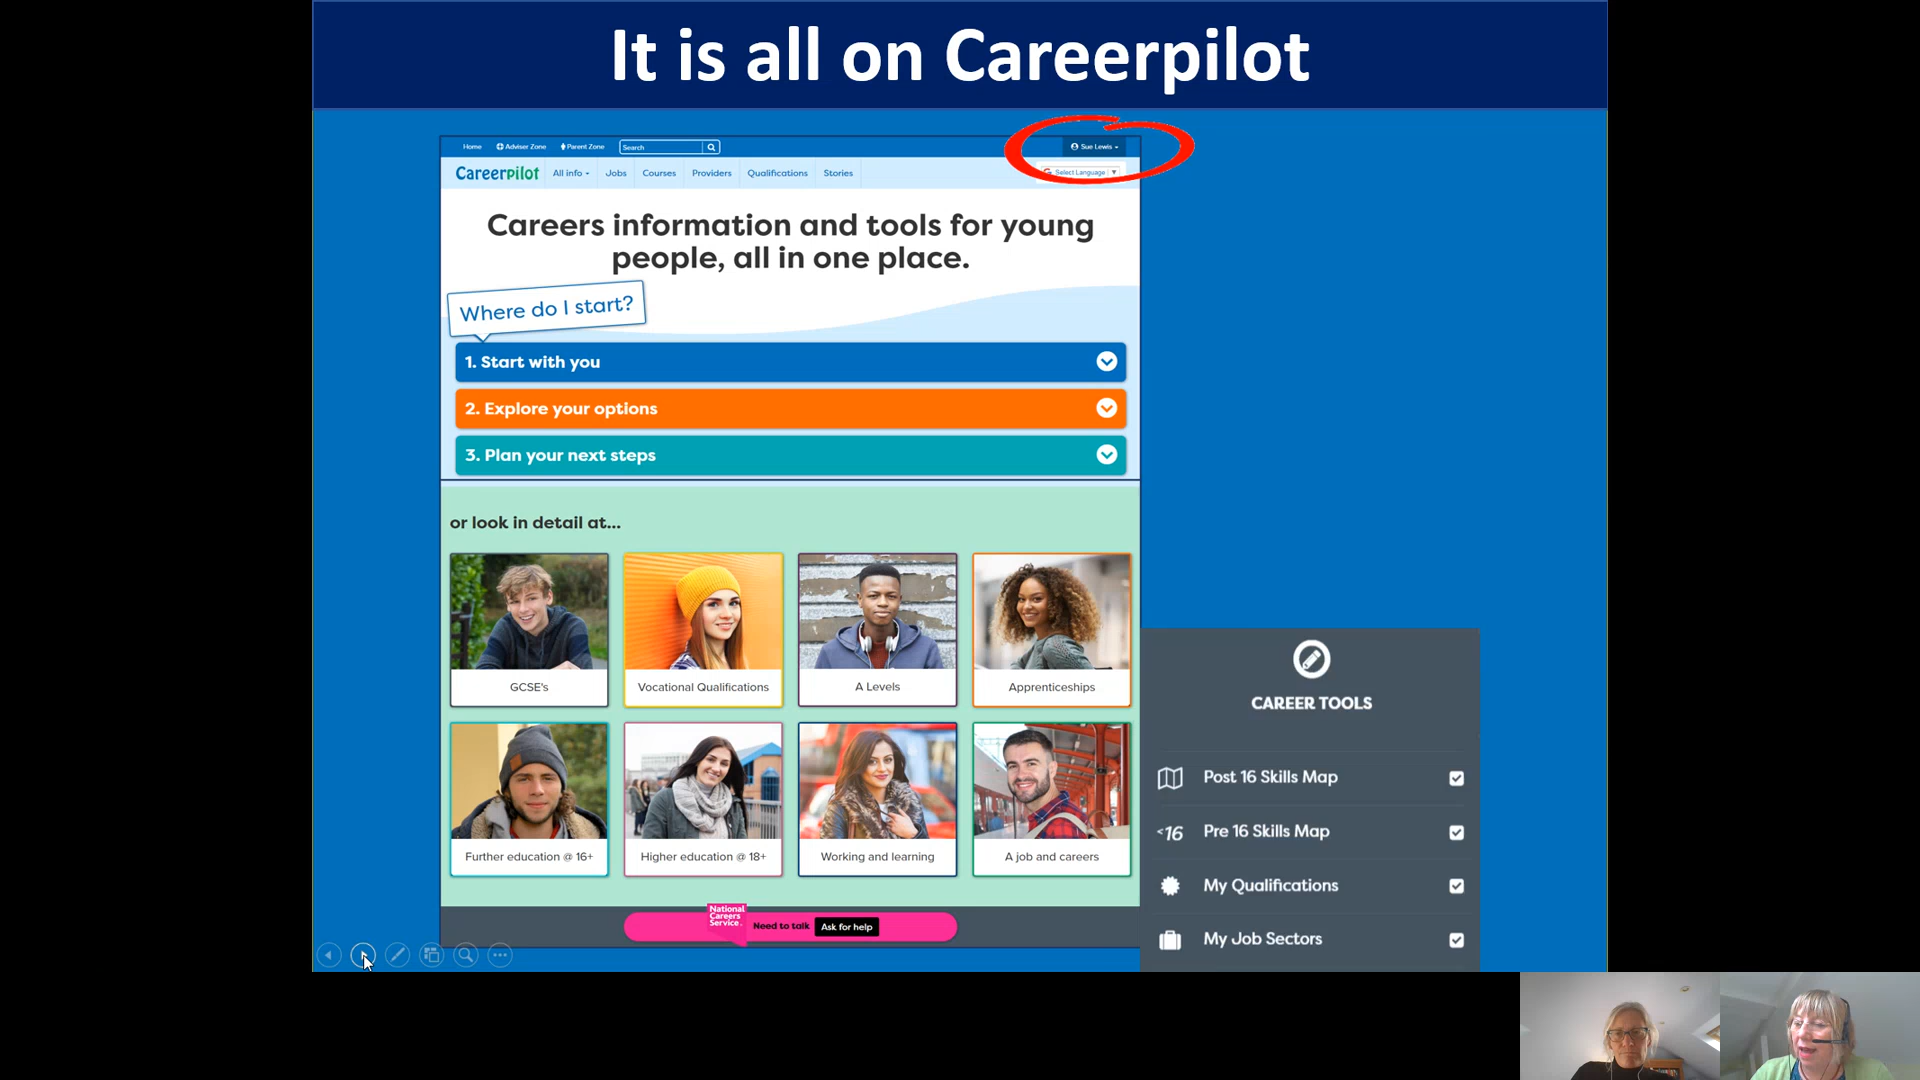 It is all on Careerpilot
Home Adviser Zone Parent Zone Search Sue Lewis
Careerpilot All info Jobs Courses Providers Qualifications Stories Select Language
Careers information and tools for young
people, all in one place.
Where do I start?
1. Start with you
2. Explore your options
3. Plan your next steps
or look in detail at...
GCSE's Vocational Qualifications A Levels Apprenticeships
Further education @ 16+ Higher education @ 18+ Working and learning A job and careers
National
Careers
Service
Need to talk Ask for help
CAREER TOOLS
Post 16 Skills Map
<16 Pre 16 Skills Map
My Qualifications
My Job Sectors